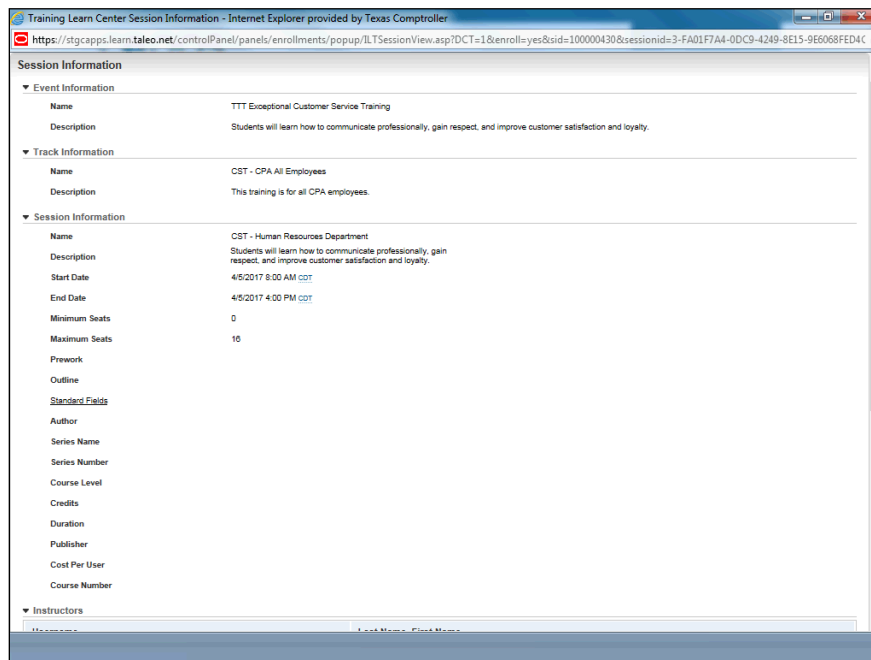 Training Learn Center Session Information - Internet Explorer provided by Texas Comptroller
https://stgcapps.learn.taleo.net/controlPanel/panels/enrollments/popup/ILTSessionView.asp?DCT=1&enroll=yes&sid=100000430&sessionid=3-FA01F7A4-0DC9-4249-8E15-9E6068FED4C
Session Information
Event Information
Name TTT Exceptional Customer Service Training
Description Students will learn how to communicate professionally, gain respect, and improve customer satisfaction and loyalty.
Track Information
Name CST - CPA All Employees
Description This training is for all CPA employees.
Session Information
Name CST - Human Resources Department
Description Students will learn how to communicate professionally, gain
respect, and improve customer satisfaction and loyalty.
Start Date 4/5/2017 8:00 AM CDT
End Date 4/5/2017 4:00 PM CDT
Minimum Seats 0
Maximum Seats 16
Prework
Outline
Standard Fields
Author
Series Name
Series Number
Course Level
Credits
Duration
Publisher
Cost Per User
Course Number
Instructors
Username Last Name, First Name